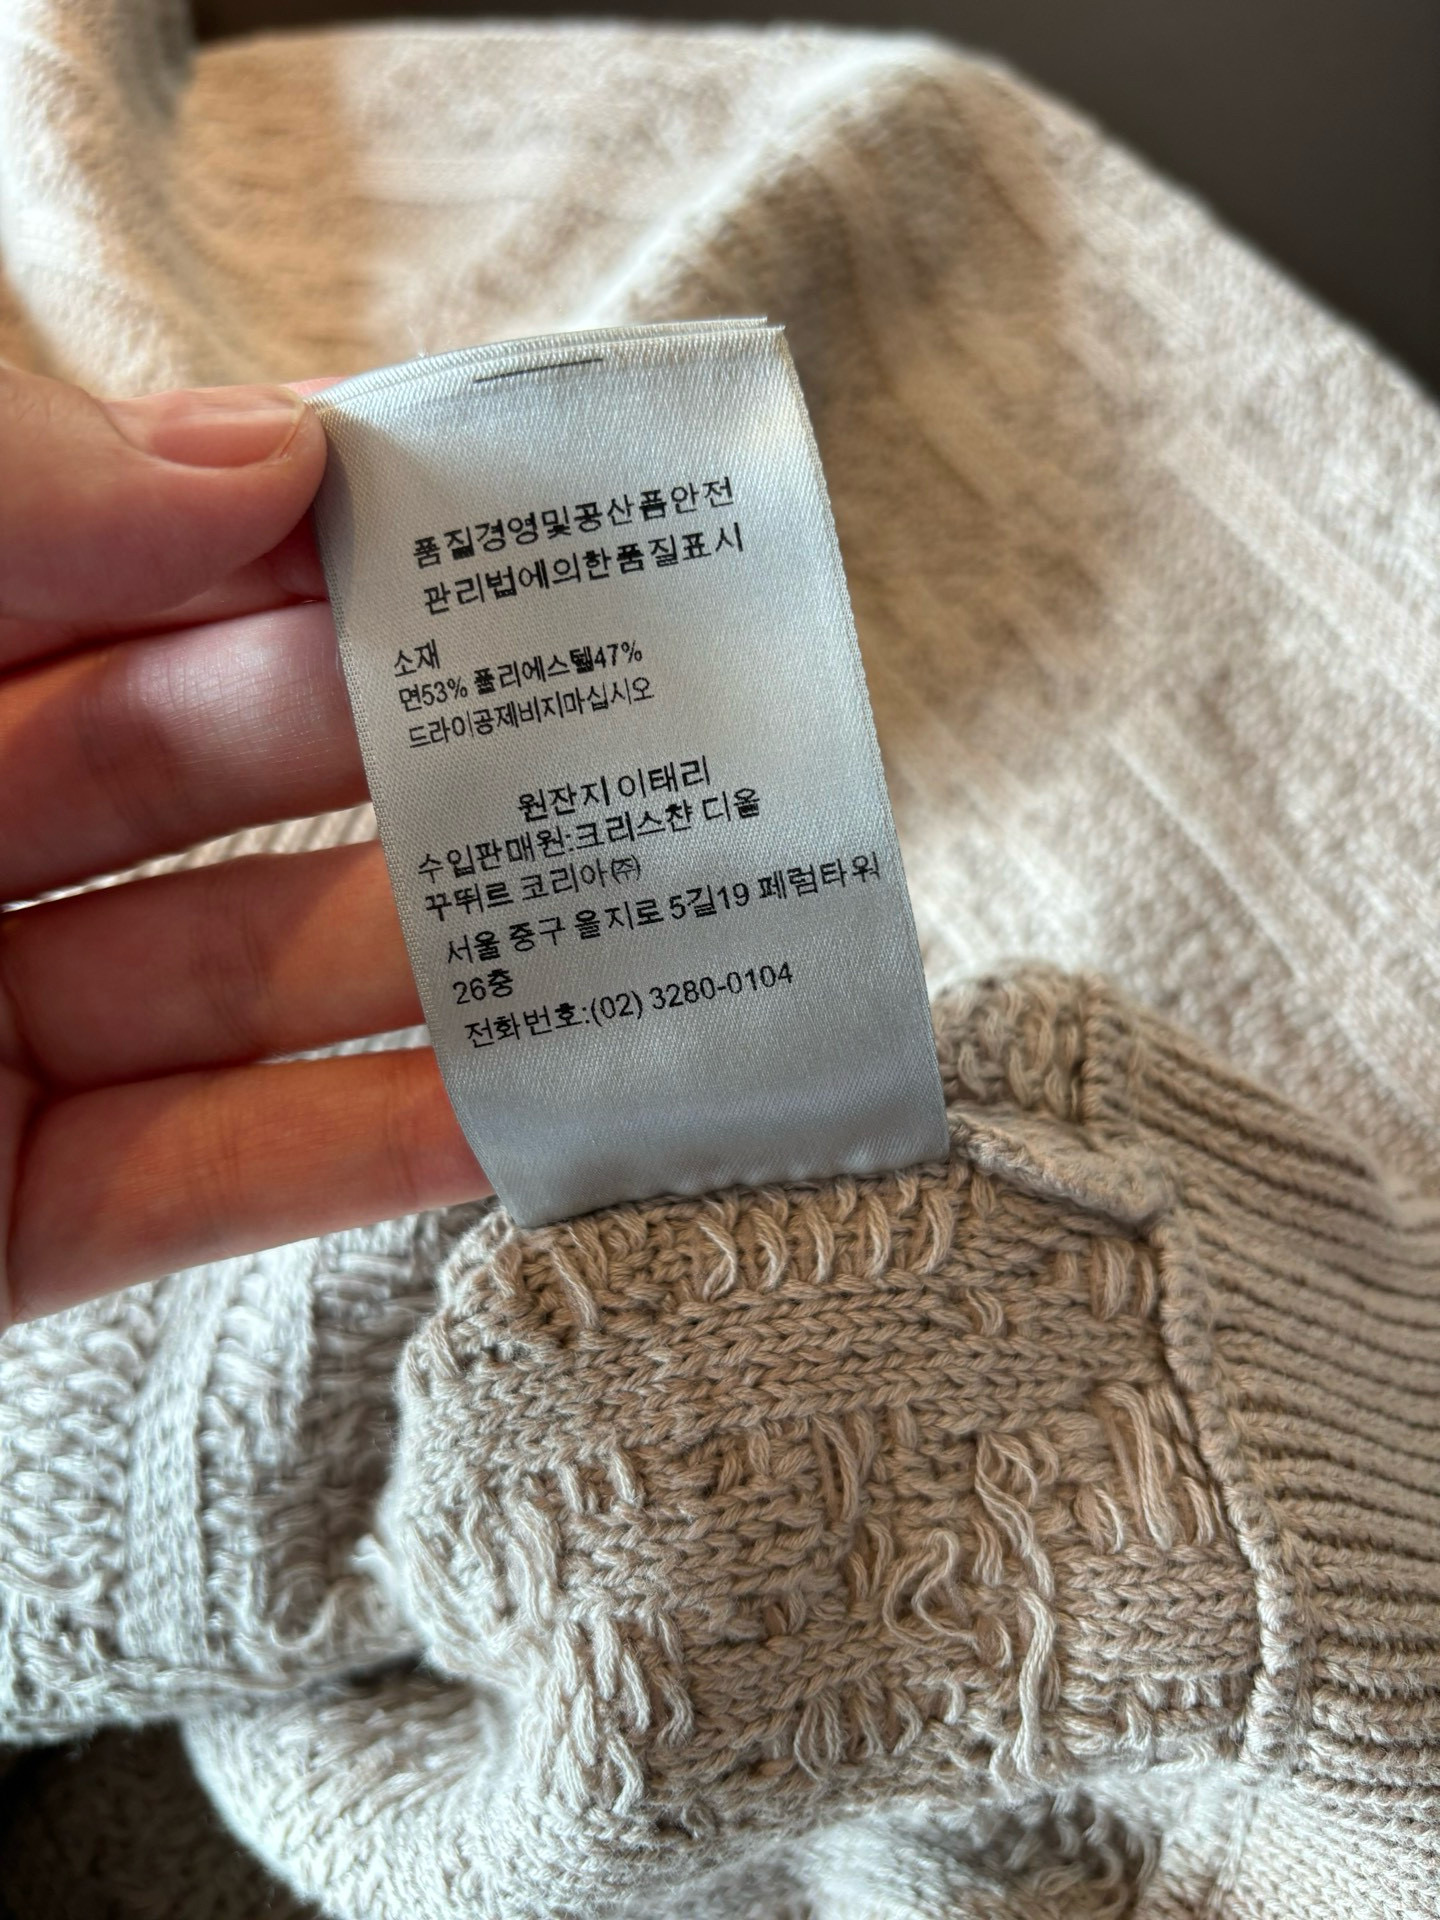 품질경영및공산품안전
관리법에의한품질표시
소재
면53% 폴리에스텔47%
드라이공제비지마십시오
원잔지 이태리
수입판매원:크리스챤 디올
꾸뛰르 코리아㈜
서울 중구 을지로 5길19 페럼타워
26층
전화번호:(02) 3280-0104